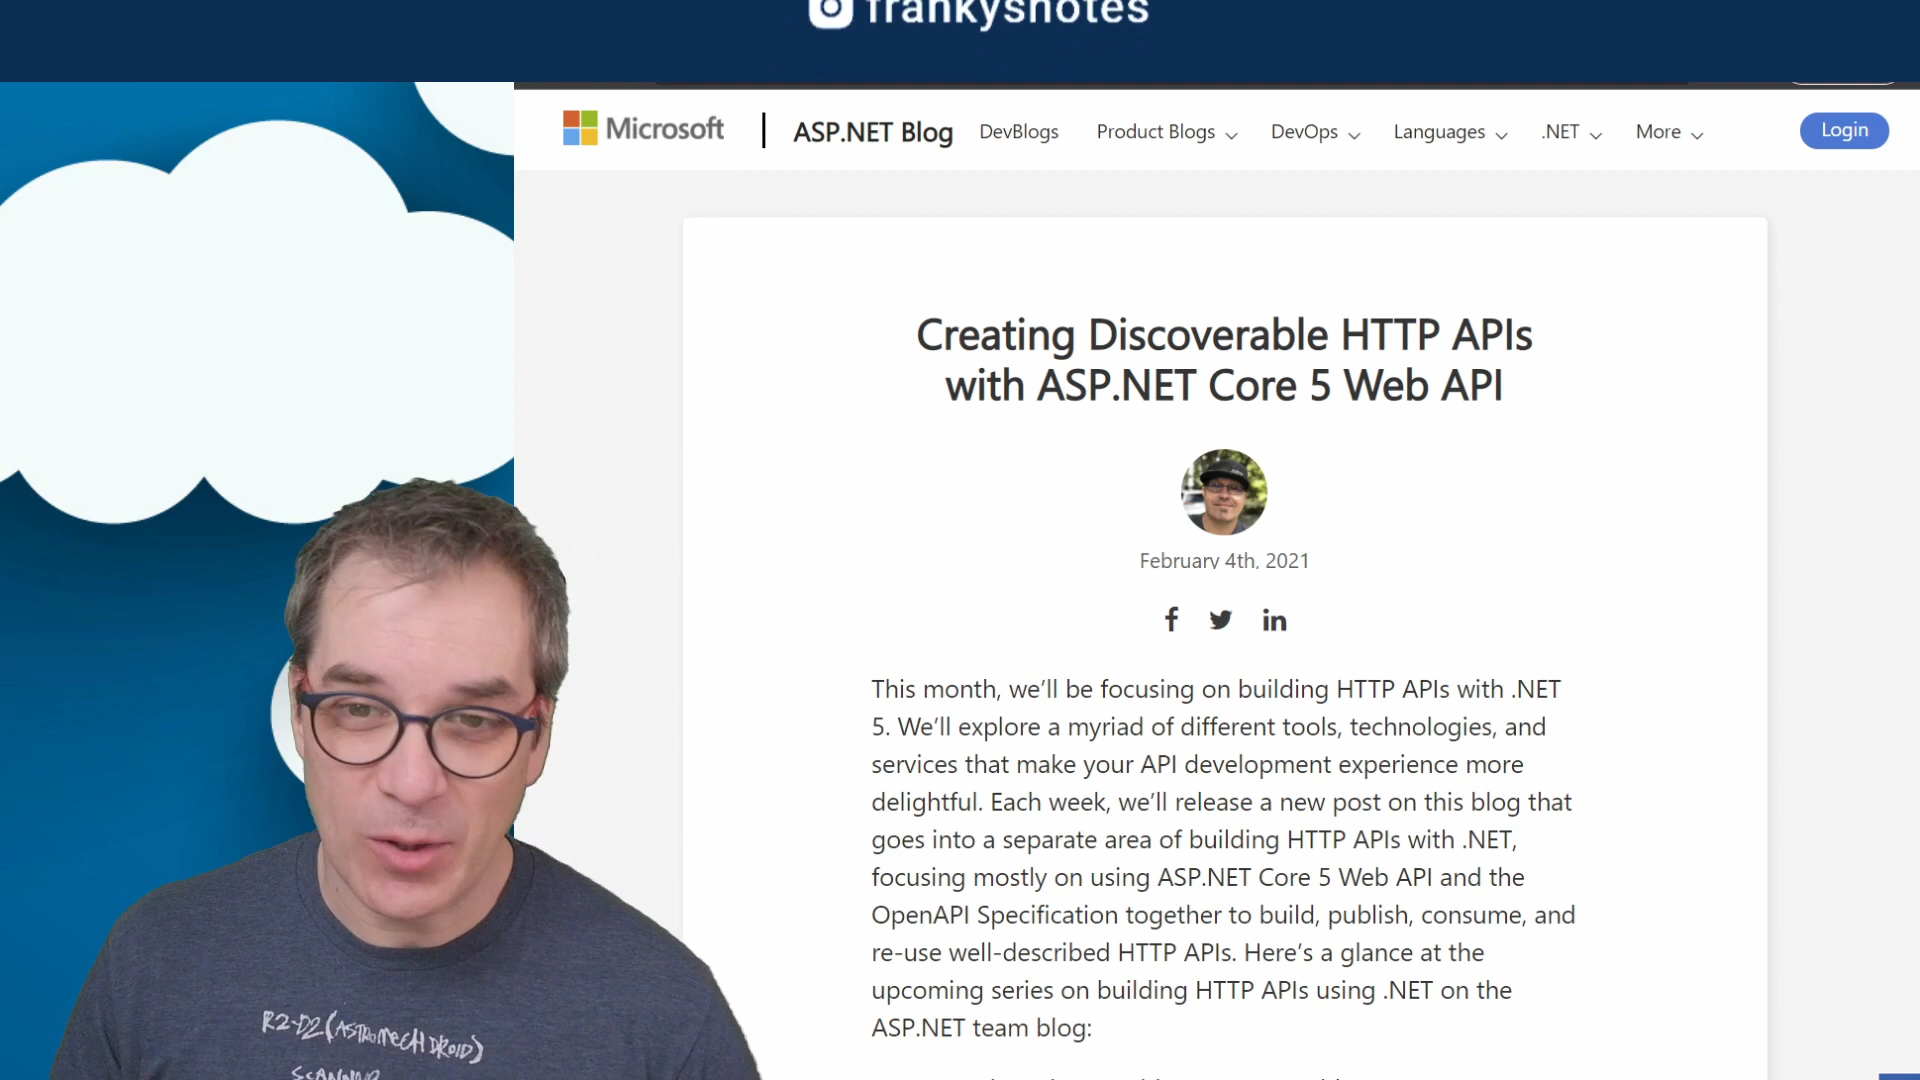 frankysnotes
Microsoft
ASP.NET Blog
DevBlogs
Product Blogs
DevOps
Languages
.NET
More
Login
Creating Discoverable HTTP APIs
with ASP.NET Core 5 Web API
February 4th, 2021
This month, we’ll be focusing on building HTTP APIs with .NET
5. We’ll explore a myriad of different tools, technologies, and
services that make your API development experience more
delightful. Each week, we’ll release a new post on this blog that
goes into a separate area of building HTTP APIs with .NET,
focusing mostly on using ASP.NET Core 5 Web API and the
OpenAPI Specification together to build, publish, consume, and
re-use well-described HTTP APIs. Here’s a glance at the
upcoming series on building HTTP APIs using .NET on the
ASP.NET team blog:
R2-D2 (ASTROMECH DROID)